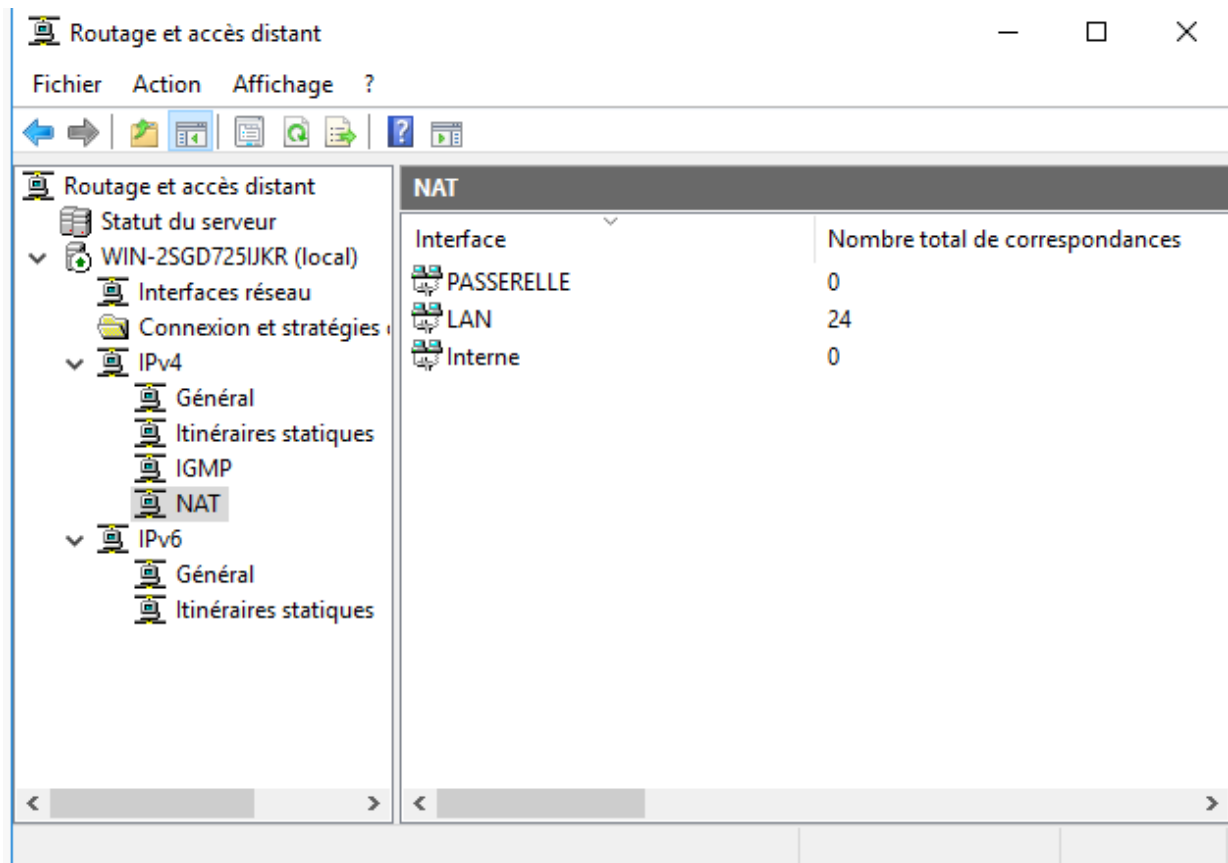 Routage et accès distant
Fichier Action Affichage ?
Routage et accès distant
Statut du serveur
WIN-2SGD725IJKR (local)
Interfaces réseau
Connexion et stratégies
IPv4
Général
Itinéraires statiques
IGMP
NAT
IPv6
Général
Itinéraires statiques
NAT
Interface Nombre total de correspondances
PASSERELLE 0
LAN 24
Interne 0